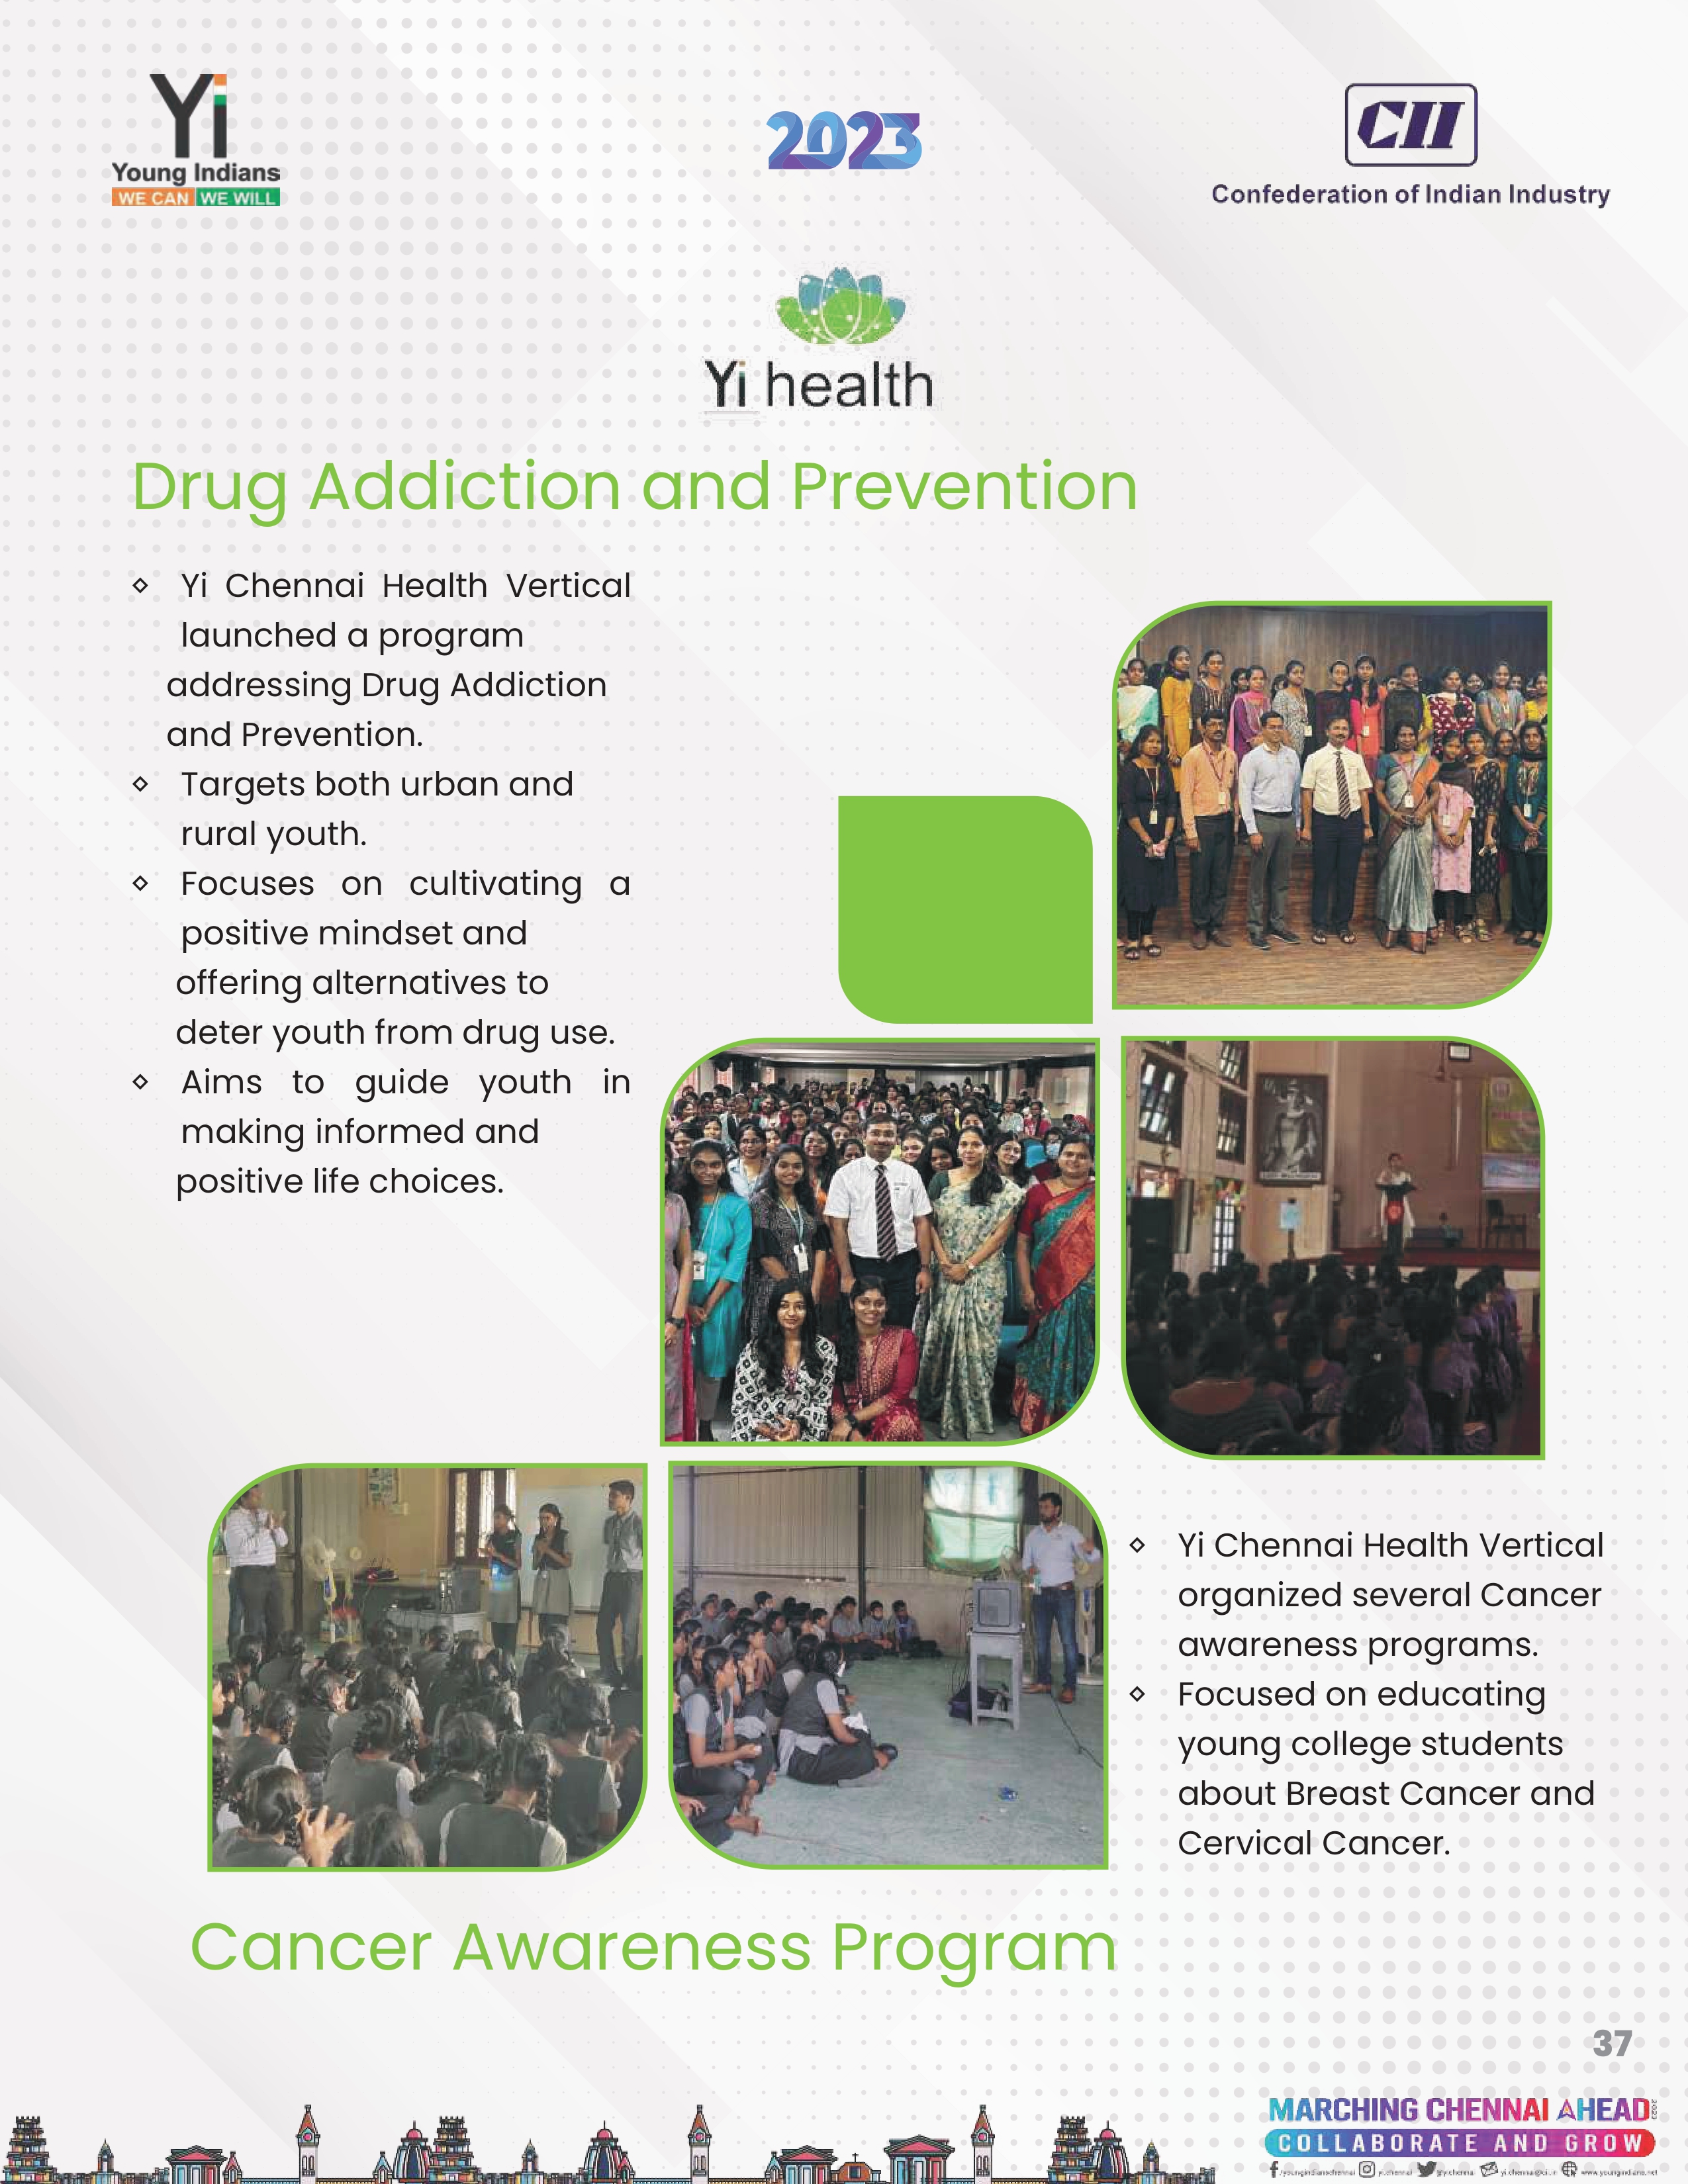 Yi
Young Indians
WE CAN WE WILL
2023
CII
Confederation of Indian Industry
Yi health
Drug Addiction and Prevention
Yi Chennai Health Vertical
launched a program
addressing Drug Addiction
and Prevention.
Targets both urban and
rural youth.
Focuses on cultivating a
positive mindset and
offering alternatives to
deter youth from drug use.
Aims to guide youth in
making informed and
positive life choices.
Yi Chennai Health Vertical
organized several Cancer
awareness programs.
Focused on educating
young college students
about Breast Cancer and
Cervical Cancer.
Cancer Awareness Program
37
MARCHING CHENNAI AHEAD 2023
COLLABORATE AND GROW